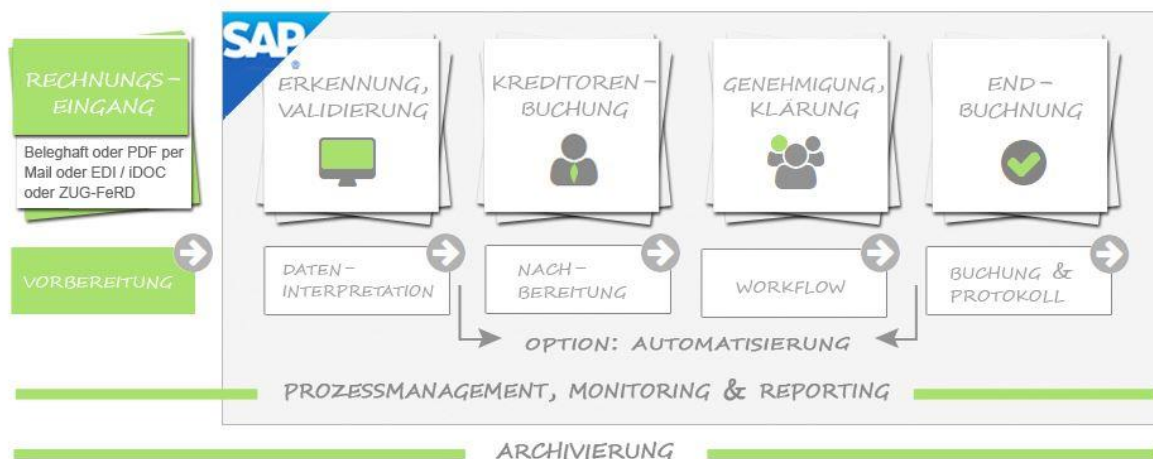 SAP
®
RECHNUNGS-
EINGANG
Beleghaft oder PDF per
Mail oder EDI / iDOC
oder ZUG-FeRD
ERKENNUNG,
VALIDIERUNG
KREDITOREN-
BUCHUNG
GENEHMIGUNG,
KLÄRUNG
END-
BUCHNUNG
VORBEREITUNG
DATEN-
INTERPRETATION
NACH-
BEREITUNG
WORKFLOW
BUCHUNG &
PROTOKOLL
OPTION: AUTOMATISIERUNG
PROZESSMANAGEMENT, MONITORING & REPORTING
ARCHIVIERUNG